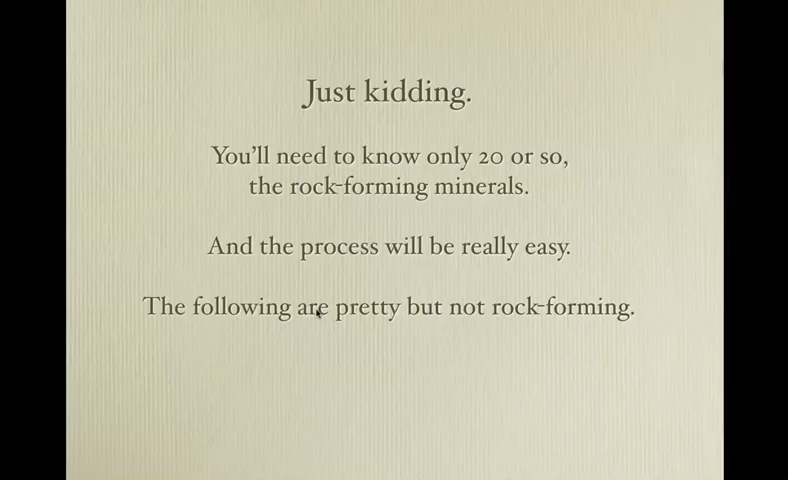 Just kidding.
You'll need to know only 20 or so,
the rock-forming minerals.
And the process will be really easy.
The following are pretty but not rock-forming.